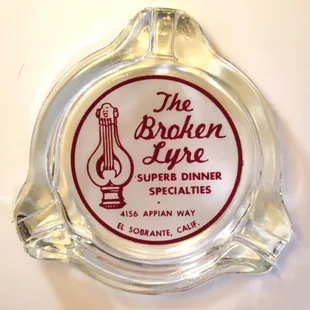 The
Broken
Lyre
SUPERB DINNER
SPECIALTIES
4156 APPIAN WAY
EL SOBRANTE, CALIF.